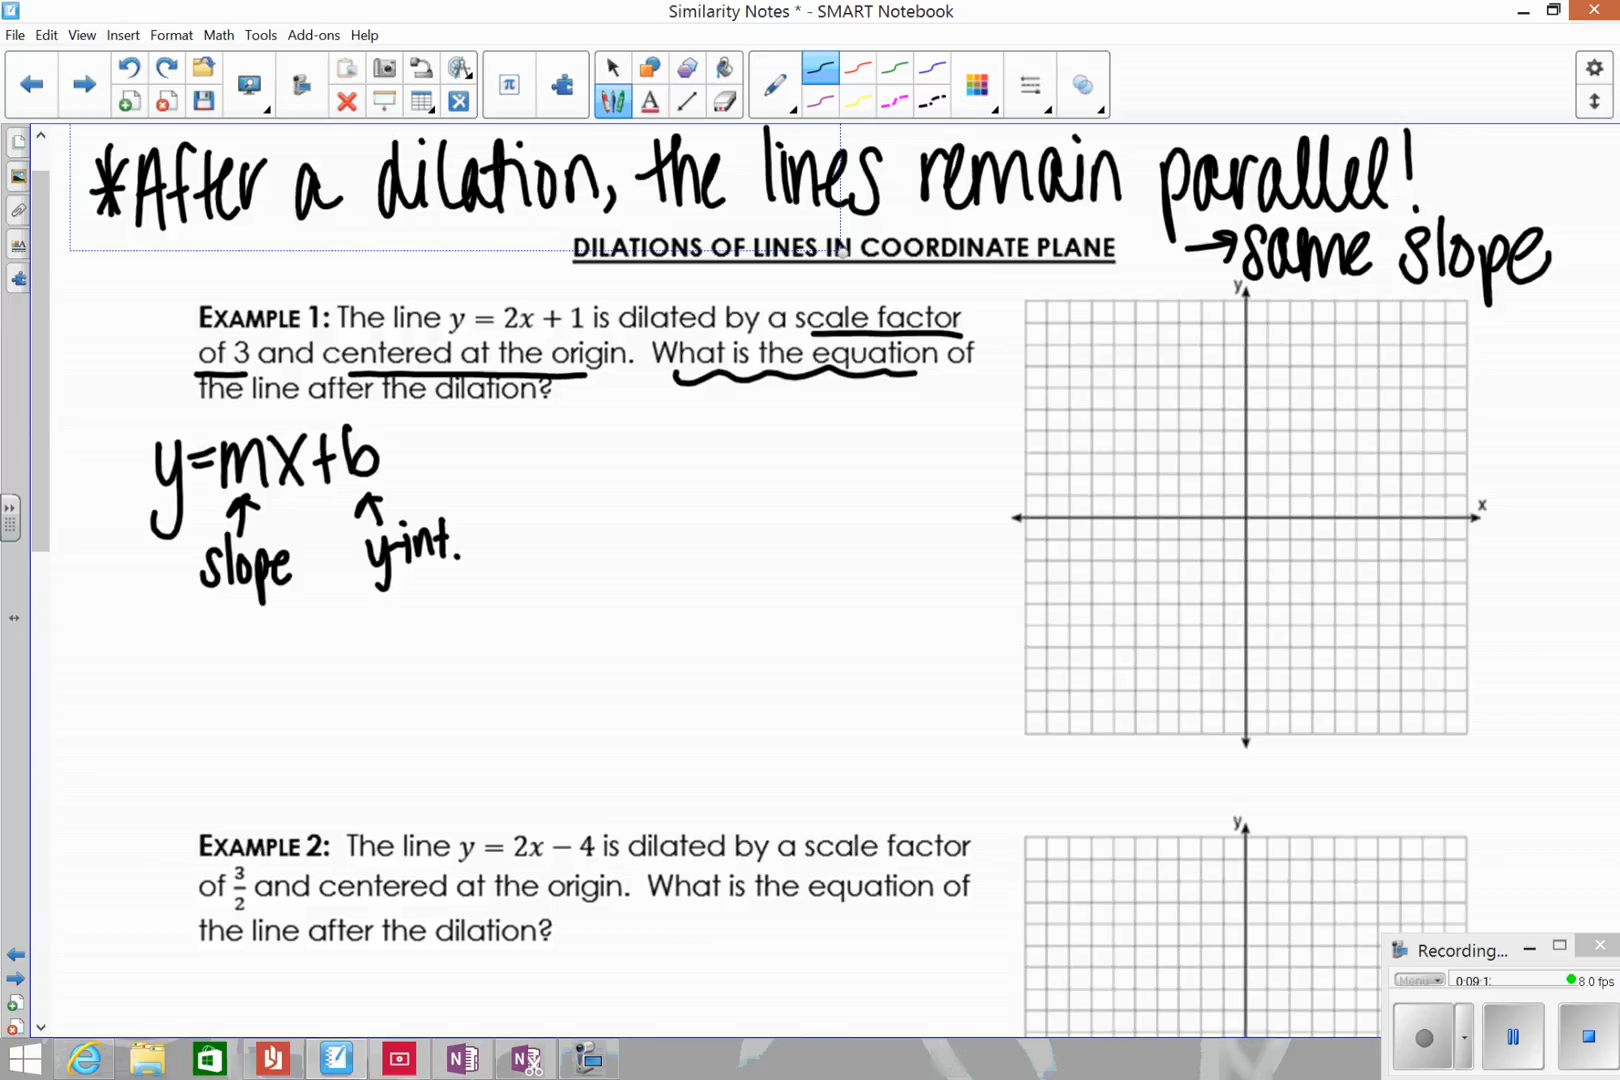 Similarity Notes * - SMART Notebook
File Edit View Insert Format Math Tools Add-ons Help
*After a dilation, the lines remain parallel!
→same slope
DILATIONS OF LINES IN COORDINATE PLANE
EXAMPLE 1: The line y = 2x + 1 is dilated by a scale factor
of 3 and centered at the origin. What is the equation of
the line after the dilation?
y=mx+b
slope y-int.
y
x
EXAMPLE 2: The line y = 2x − 4 is dilated by a scale factor
of 3/2 and centered at the origin. What is the equation of
the line after the dilation?
y
Recording...
Menu 0:09:1 8.0 fps